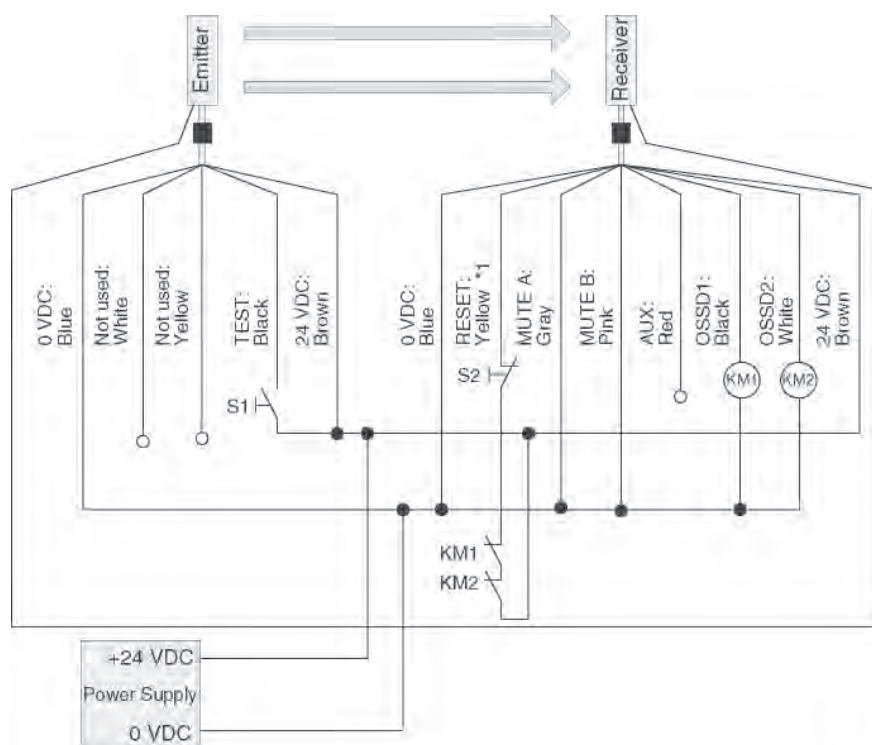 Emitter
Receiver
0 VDC:
Blue
Not used:
White
Not used:
Yellow
TEST:
Black
24 VDC:
Brown
0 VDC:
Blue
RESET:
Yellow *1
MUTE A:
Gray
MUTE B:
Pink
AUX:
Red
OSSD1:
Black
OSSD2:
White
24 VDC:
Brown
S1
S2
KM1
KM2
KM1
KM2
+24 VDC
Power Supply
0 VDC